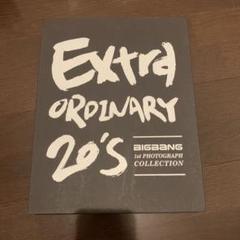 Extra
ORDINARY
20'S
BIGBANG
1st PHOTOGRAPH
COLLECTION